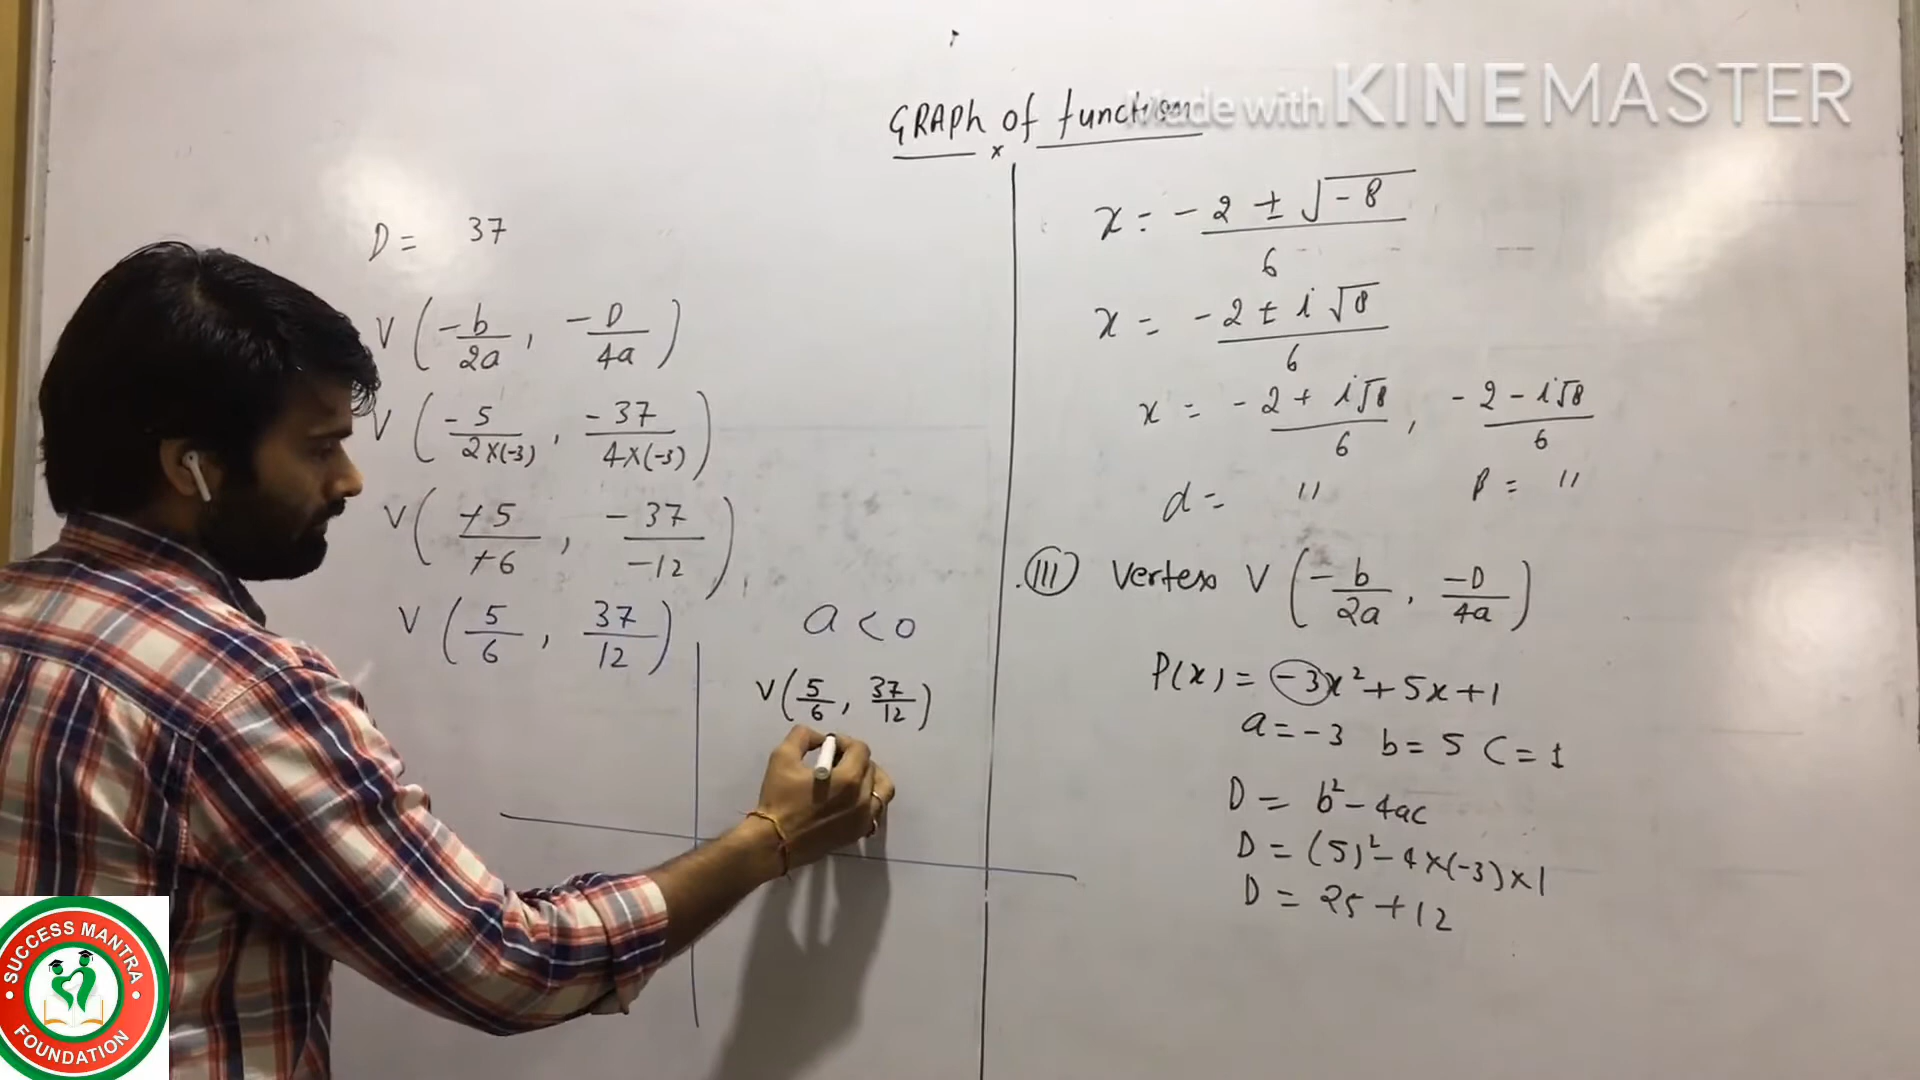 Made with KINEMASTER
GRAPh of function
x
D = 37
V (-b/2a, -D/4a)
V (-5/2×(-3), -37/4×(-3))
V (+5/+6, -37/-12)
V (5/6, 37/12)
a < 0
V (5/6, 37/12)
x = -2 ± √-8 / 6
x = -2 ± i √8 / 6
x = -2 + i√8 / 6, -2 - i√8 / 6
α = " β = "
(III) Vertex V (-b/2a, -D/4a)
P(x) = -3x² + 5x + 1
a = -3 b = 5 C = 1
D = b² - 4ac
D = (5)² - 4×(-3)×1
D = 25 + 12
SUCCESS MANTRA
FOUNDATION